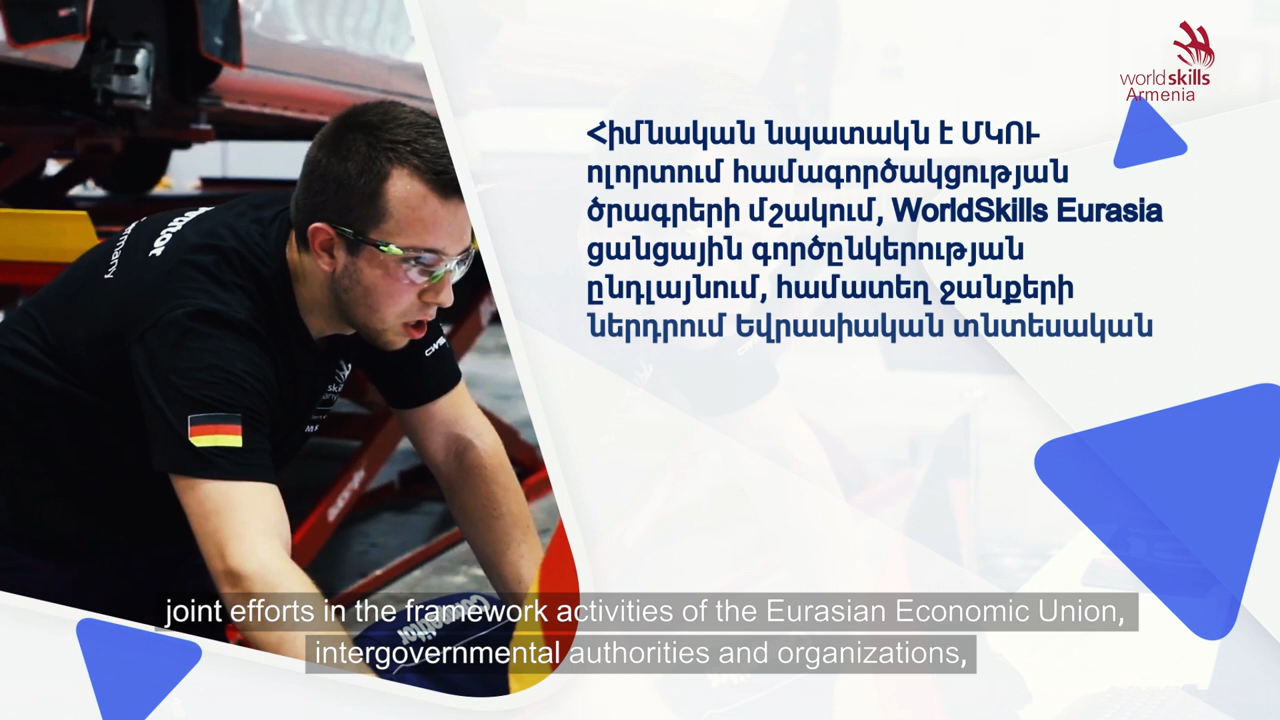 worldskills
Armenia
Հիմնական նպատակն է ՄԿՈՒ
ոլորտում համագործակցության
ծրագրերի մշակում, WorldSkills Eurasia
ցանցային գործընկերության
ընդլայնում, համատեղ ջանքերի
ներդրում Եվրասիական տնտեսական
joint efforts in the framework activities of the Eurasian Economic Union,
intergovernmental authorities and organizations,
Competitor